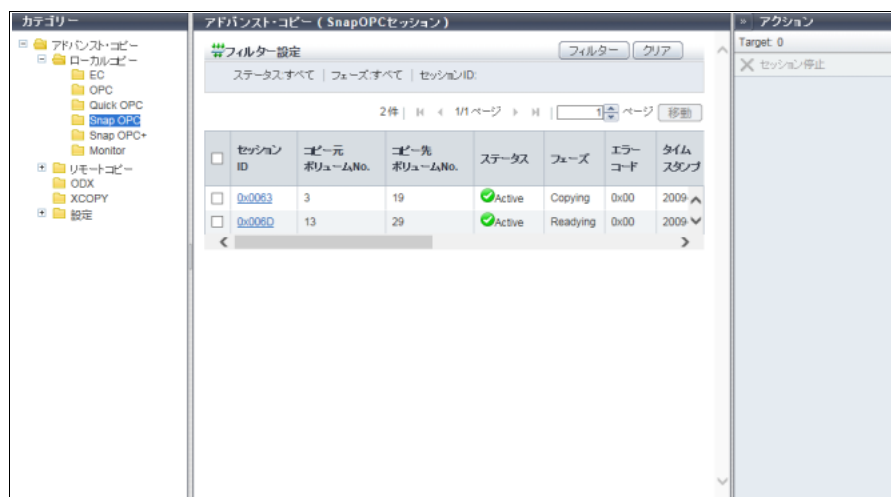 カテゴリー
アドバンスト・コピー
ローカルコピー
EC
OPC
Quick OPC
Snap OPC
Snap OPC+
Monitor
リモートコピー
ODX
XCOPY
設定
アドバンスト・コピー ( SnapOPCセッション )
フィルター設定
フィルター クリア
ステータス:すべて | フェーズ:すべて | セッションID:
2件 | 1/1 ページ | 1 ページ 移動
セッション コピー元 コピー先 ステータス フェーズ エラー タイム
ID ボリュームNo. ボリュームNo. コード スタンプ
0x0063 3 19 Active Copying 0x00 2009-
0x006D 13 29 Active Readying 0x00 2009-
» アクション
Target: 0
セッション停止